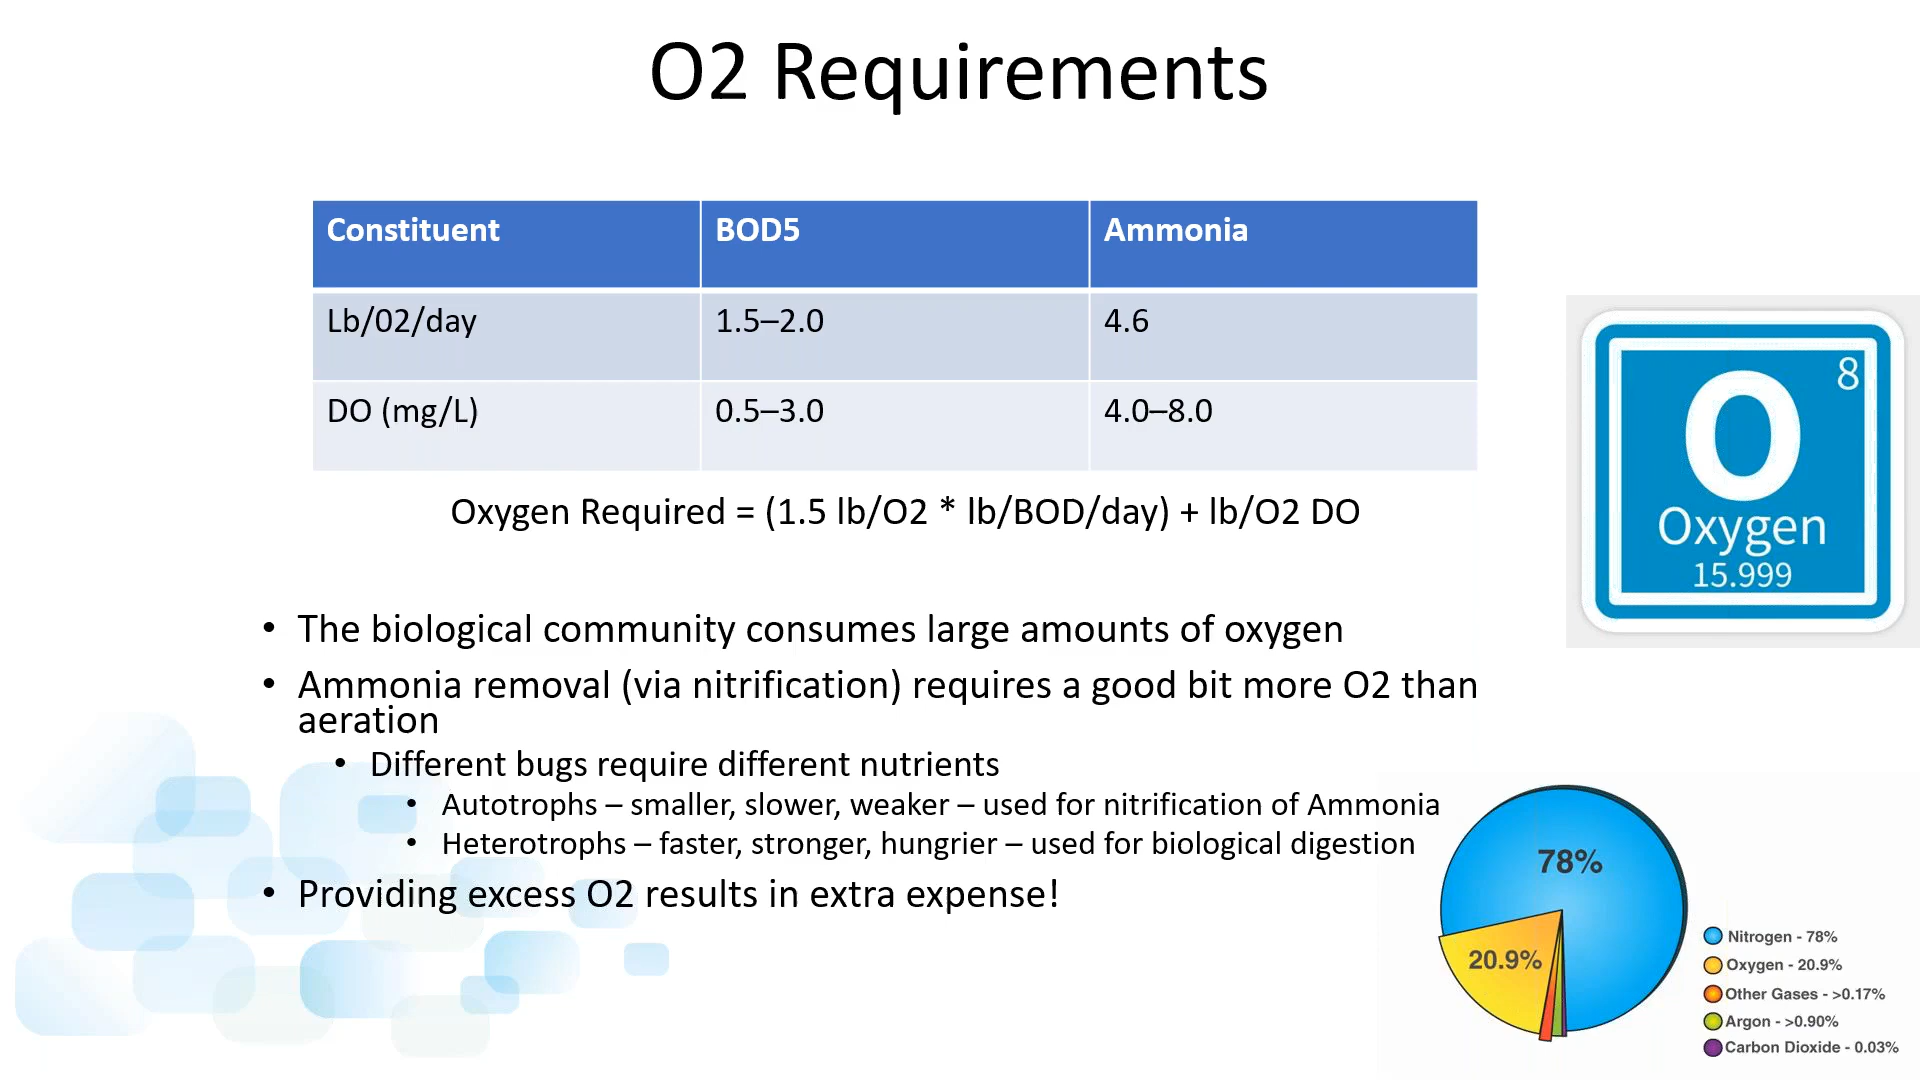 O2 Requirements
Constituent BOD5 Ammonia
Lb/02/day 1.5–2.0 4.6
DO (mg/L) 0.5–3.0 4.0–8.0
Oxygen Required = (1.5 lb/O2 * lb/BOD/day) + lb/O2 DO
8
O
Oxygen
15.999
• The biological community consumes large amounts of oxygen
• Ammonia removal (via nitrification) requires a good bit more O2 than
aeration
• Different bugs require different nutrients
• Autotrophs – smaller, slower, weaker – used for nitrification of Ammonia
• Heterotrophs – faster, stronger, hungrier – used for biological digestion
• Providing excess O2 results in extra expense!
78%
20.9%
Nitrogen - 78%
Oxygen - 20.9%
Other Gases - >0.17%
Argon - >0.90%
Carbon Dioxide - 0.03%